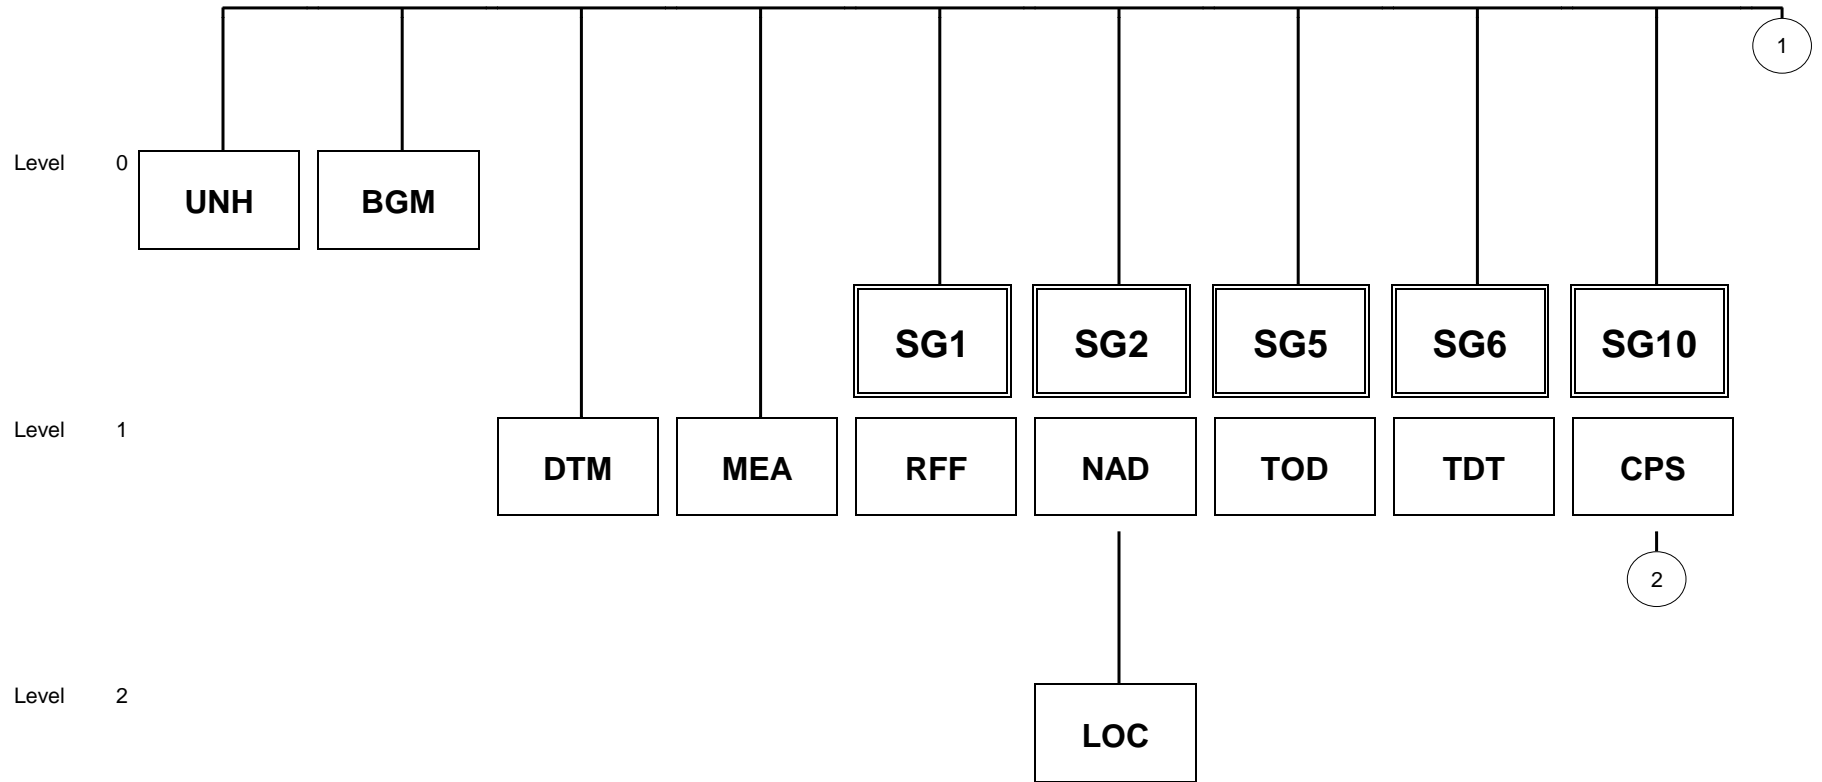 1
Level 0
UNH BGM
SG1 SG2 SG5 SG6 SG10
Level 1
DTM MEA RFF NAD TOD TDT CPS
2
Level 2
LOC